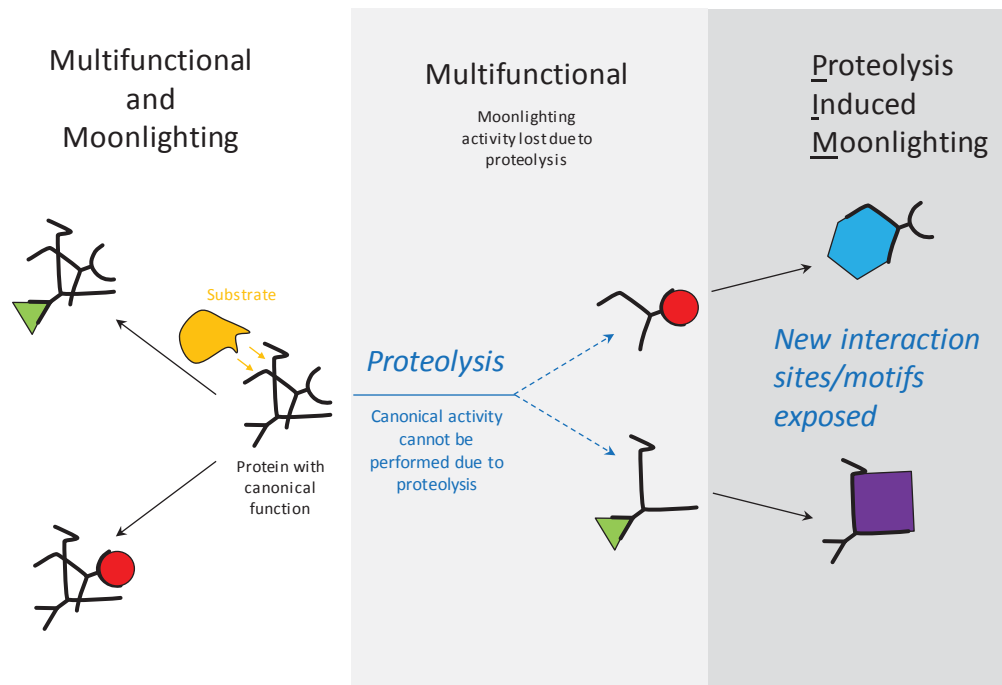 Multifunctional
and
Moonlighting
Substrate
Protein with
canonical
function
Multifunctional
Moonlighting
activity lost due to
proteolysis
Proteolysis
Canonical activity
cannot be
performed due to
proteolysis
Proteolysis
Induced
Moonlighting
New interaction
sites/motifs
exposed